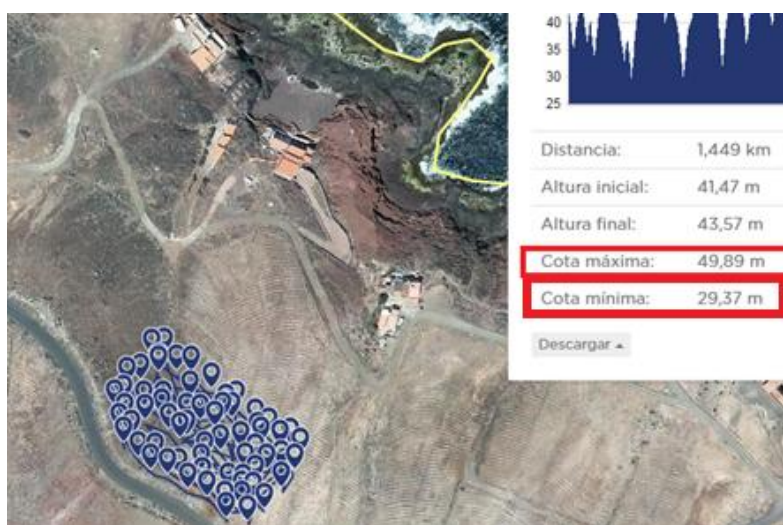 40
35
30
25
Distancia: 1,449 km
Altura inicial: 41,47 m
Altura final: 43,57 m
Cota máxima: 49,89 m
Cota mínima: 29,37 m
Descargar